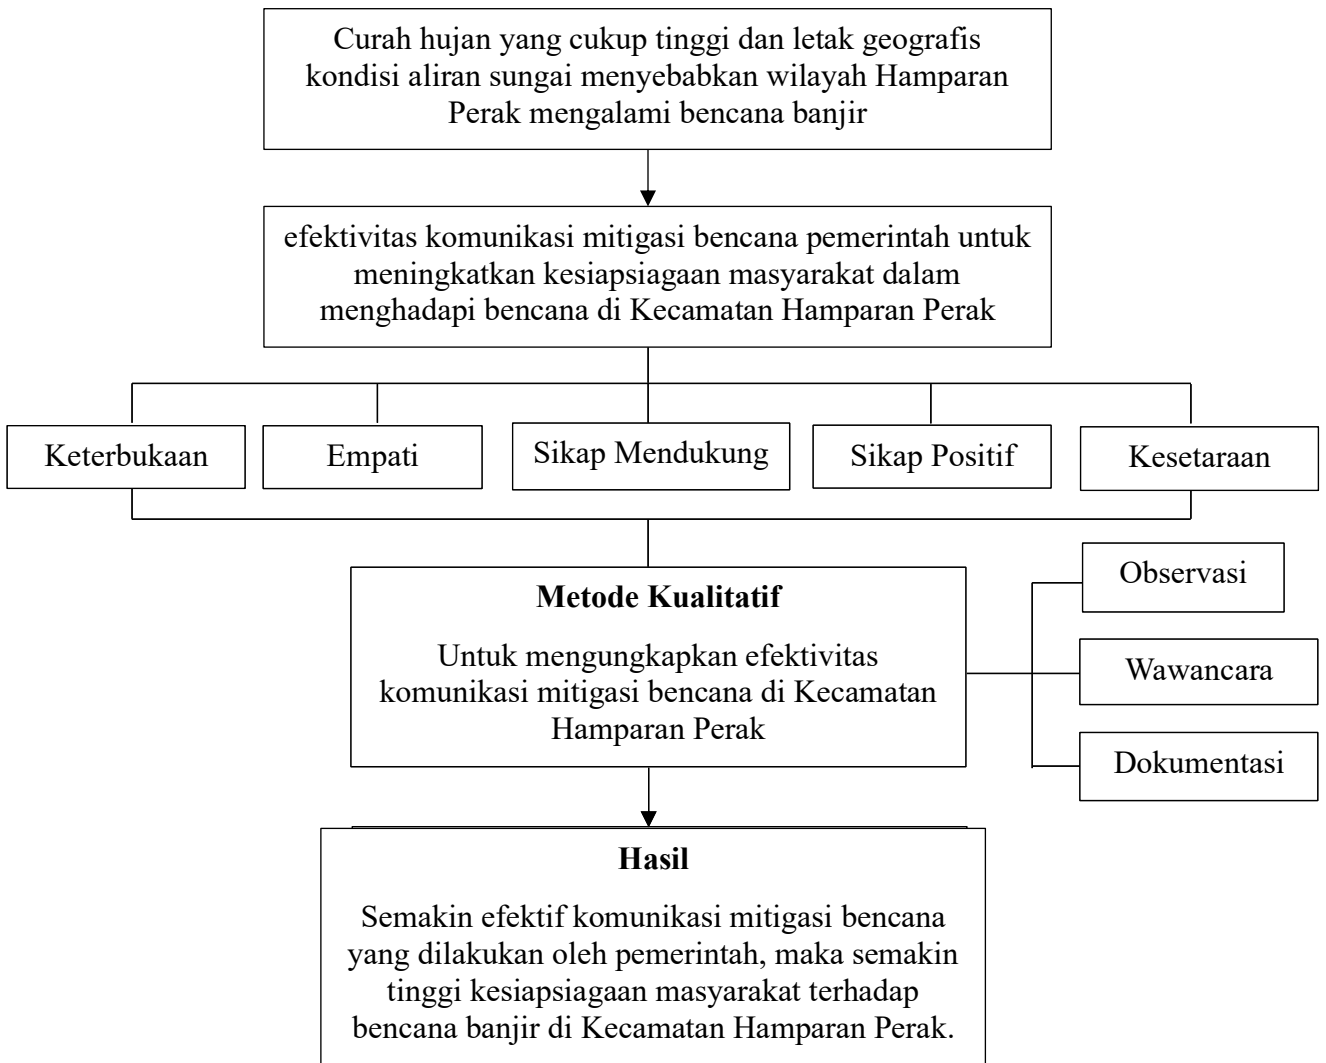 Curah hujan yang cukup tinggi dan letak geografis
kondisi aliran sungai menyebabkan wilayah Hamparan
Perak mengalami bencana banjir
efektivitas komunikasi mitigasi bencana pemerintah untuk
meningkatkan kesiapsiagaan masyarakat dalam
menghadapi bencana di Kecamatan Hamparan Perak
Keterbukaan
Empati
Sikap Mendukung
Sikap Positif
Kesetaraan
Metode Kualitatif
Untuk mengungkapkan efektivitas
komunikasi mitigasi bencana di Kecamatan
Hamparan Perak
Observasi
Wawancara
Dokumentasi
Hasil
Semakin efektif komunikasi mitigasi bencana
yang dilakukan oleh pemerintah, maka semakin
tinggi kesiapsiagaan masyarakat terhadap
bencana banjir di Kecamatan Hamparan Perak.